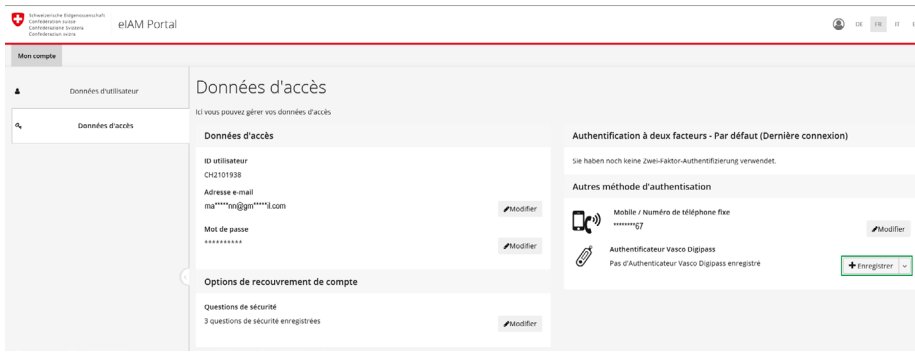 Schweizerische Eidgenossenschaft
Confédération suisse
Confederazione Svizzera
Confederaziun svizra
eIAM Portal
DE FR IT E
Mon compte
Données d'utilisateur
Données d'accès
Données d'accès
Ici vous pouvez gérer vos données d'accès
Données d'accès
ID utilisateur
CH2101938
Adresse e-mail
ma*****nn@gm*****il.com
Modifier
Mot de passe
**********
Modifier
Options de recouvrement de compte
Questions de sécurité
3 questions de sécurité enregistrées
Modifier
Authentification à deux facteurs - Par défaut (Dernière connexion)
Sie haben noch keine Zwei-Faktor-Authentifizierung verwendet.
Autres méthode d'authentisation
Mobile / Numéro de téléphone fixe
********67
Modifier
Authentificateur Vasco Digipass
Pas d'Authenticateur Vasco Digipass enregistré
Enregistrer